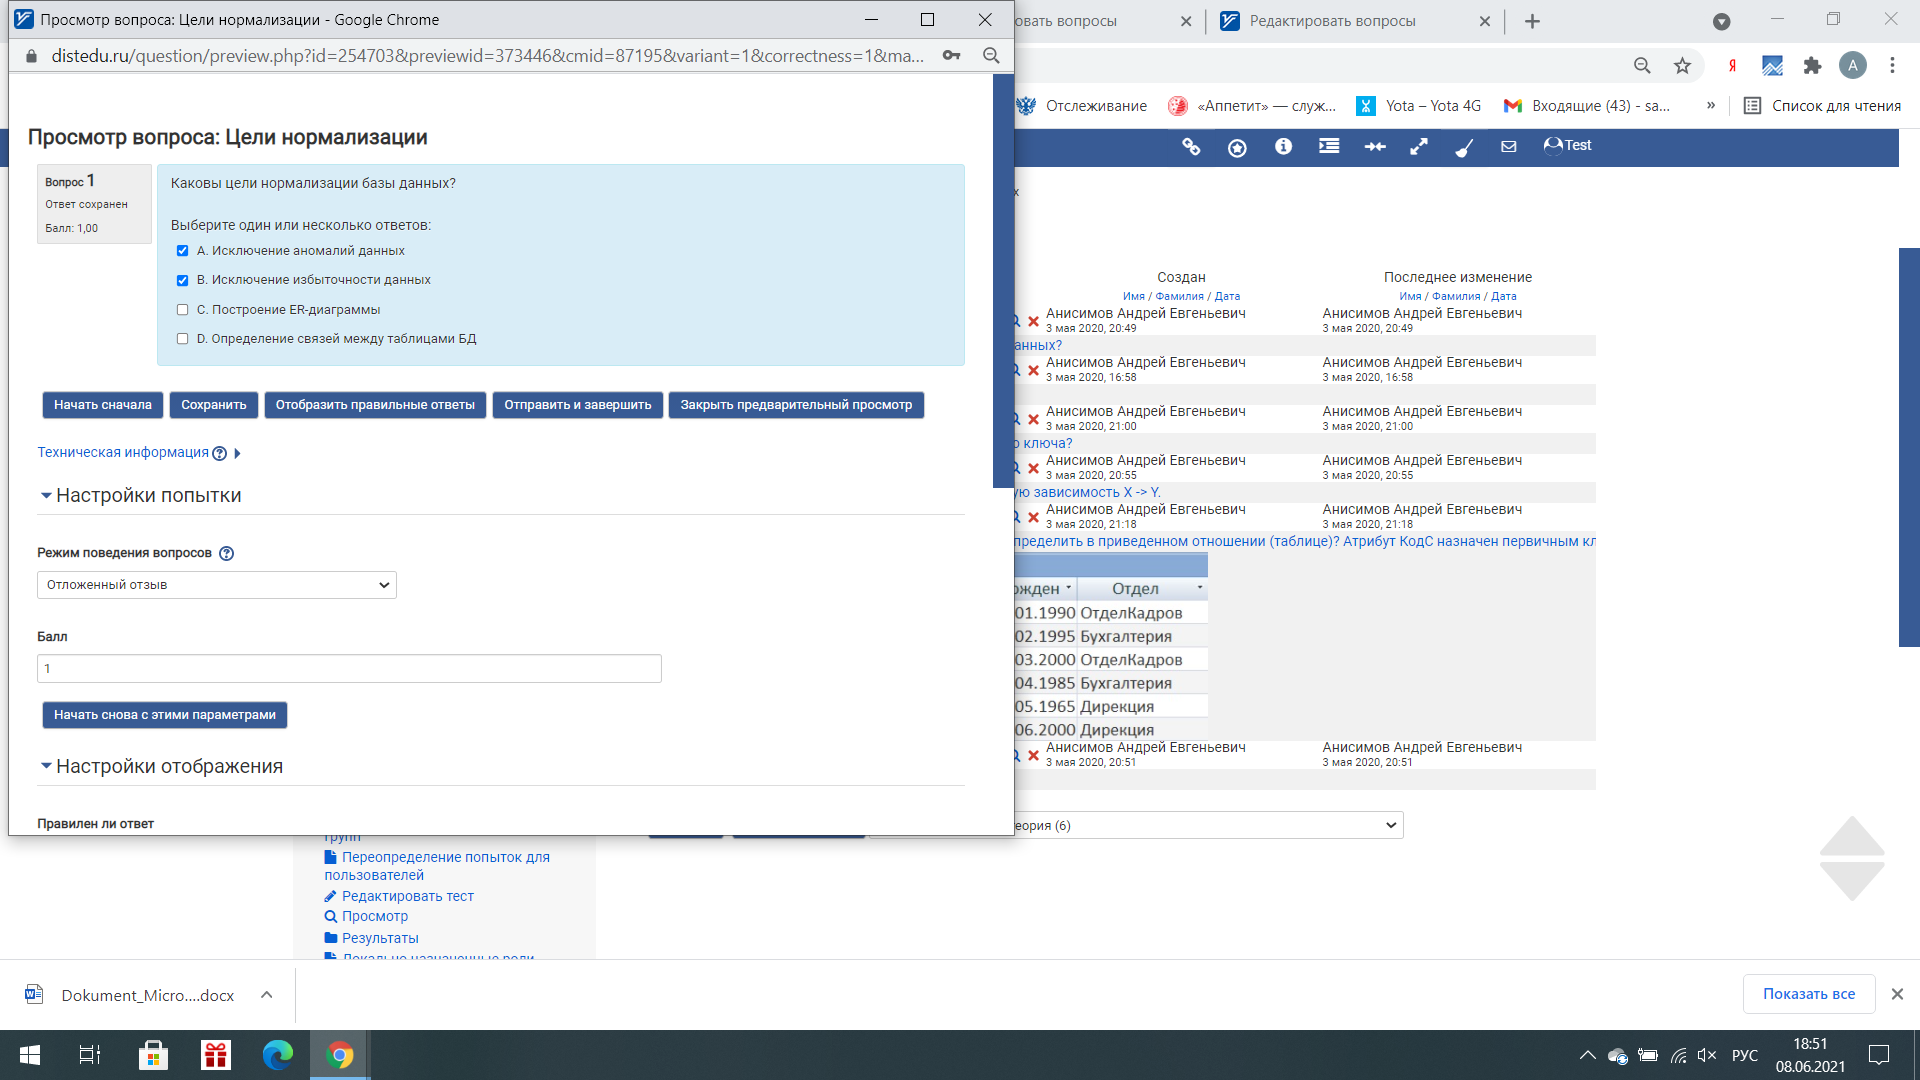 Просмотр вопроса: Цели нормализации - Google Chrome
distedu.ru/question/preview.php?id=254703&previewid=373446&cmid=87195&variant=1&correctness=1&ma...
Просмотр вопроса: Цели нормализации
Вопрос 1
Ответ сохранен
Балл: 1,00
Каковы цели нормализации базы данных?
Выберите один или несколько ответов:
A. Исключение аномалий данных
B. Исключение избыточности данных
C. Построение ER-диаграммы
D. Определение связей между таблицами БД
Начать сначала Сохранить Отобразить правильные ответы Отправить и завершить Закрыть предварительный просмотр
Техническая информация
Настройки попытки
Режим поведения вопросов
Отложенный отзыв
Балл
1
Начать снова с этими параметрами
Настройки отображения
Правилен ли ответ
овать вопросы Редактировать вопросы
Я A
Отслеживание «Аппетит» — служ... Yota – Yota 4G Входящие (43) - sa... » Список для чтения
Test
х
Создан Последнее изменение
Имя / Фамилия / Дата Имя / Фамилия / Дата
Анисимов Андрей Евгеньевич Анисимов Андрей Евгеньевич
3 мая 2020, 20:49 3 мая 2020, 20:49
анных?
Анисимов Андрей Евгеньевич Анисимов Андрей Евгеньевич
3 мая 2020, 16:58 3 мая 2020, 16:58
Анисимов Андрей Евгеньевич Анисимов Андрей Евгеньевич
3 мая 2020, 21:00 3 мая 2020, 21:00
о ключа?
Анисимов Андрей Евгеньевич Анисимов Андрей Евгеньевич
3 мая 2020, 20:55 3 мая 2020, 20:55
ую зависимость X -> Y.
Анисимов Андрей Евгеньевич Анисимов Андрей Евгеньевич
3 мая 2020, 21:18 3 мая 2020, 21:18
пределить в приведенном отношении (таблице)? Атрибут КодС назначен первичным кл
ожден Отдел
01.1990 ОтделКадров
02.1995 Бухгалтерия
03.2000 ОтделКадров
04.1985 Бухгалтерия
05.1965 Дирекция
06.2000 Дирекция
Анисимов Андрей Евгеньевич Анисимов Андрей Евгеньевич
3 мая 2020, 20:51 3 мая 2020, 20:51
еория (6)
групп
Переопределение попыток для
пользователей
Редактировать тест
Просмотр
Результаты
Локально назначенные роли
Dokument_Micro....docx
Показать все
РУС
18:51
08.06.2021